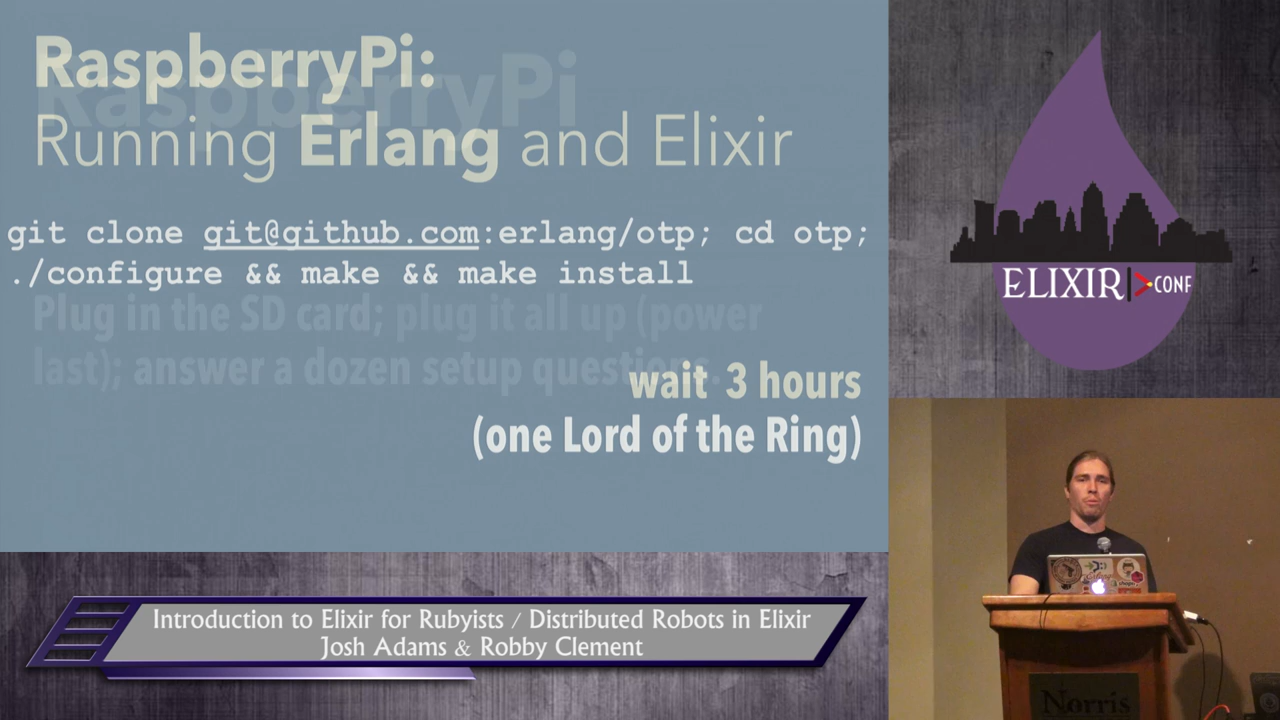 RaspberryPi:
RaspberryPi
Running Erlang and Elixir
git clone git@github.com:erlang/otp; cd otp;
./configure && make && make install
Plug in the SD card; plug it all up (power
last); answer a dozen setup questions.
wait 3 hours
(one Lord of the Ring)
ELIXIR
CONF
Introduction to Elixir for Rubyists / Distributed Robots in Elixir
Josh Adams & Robby Clement
Norris